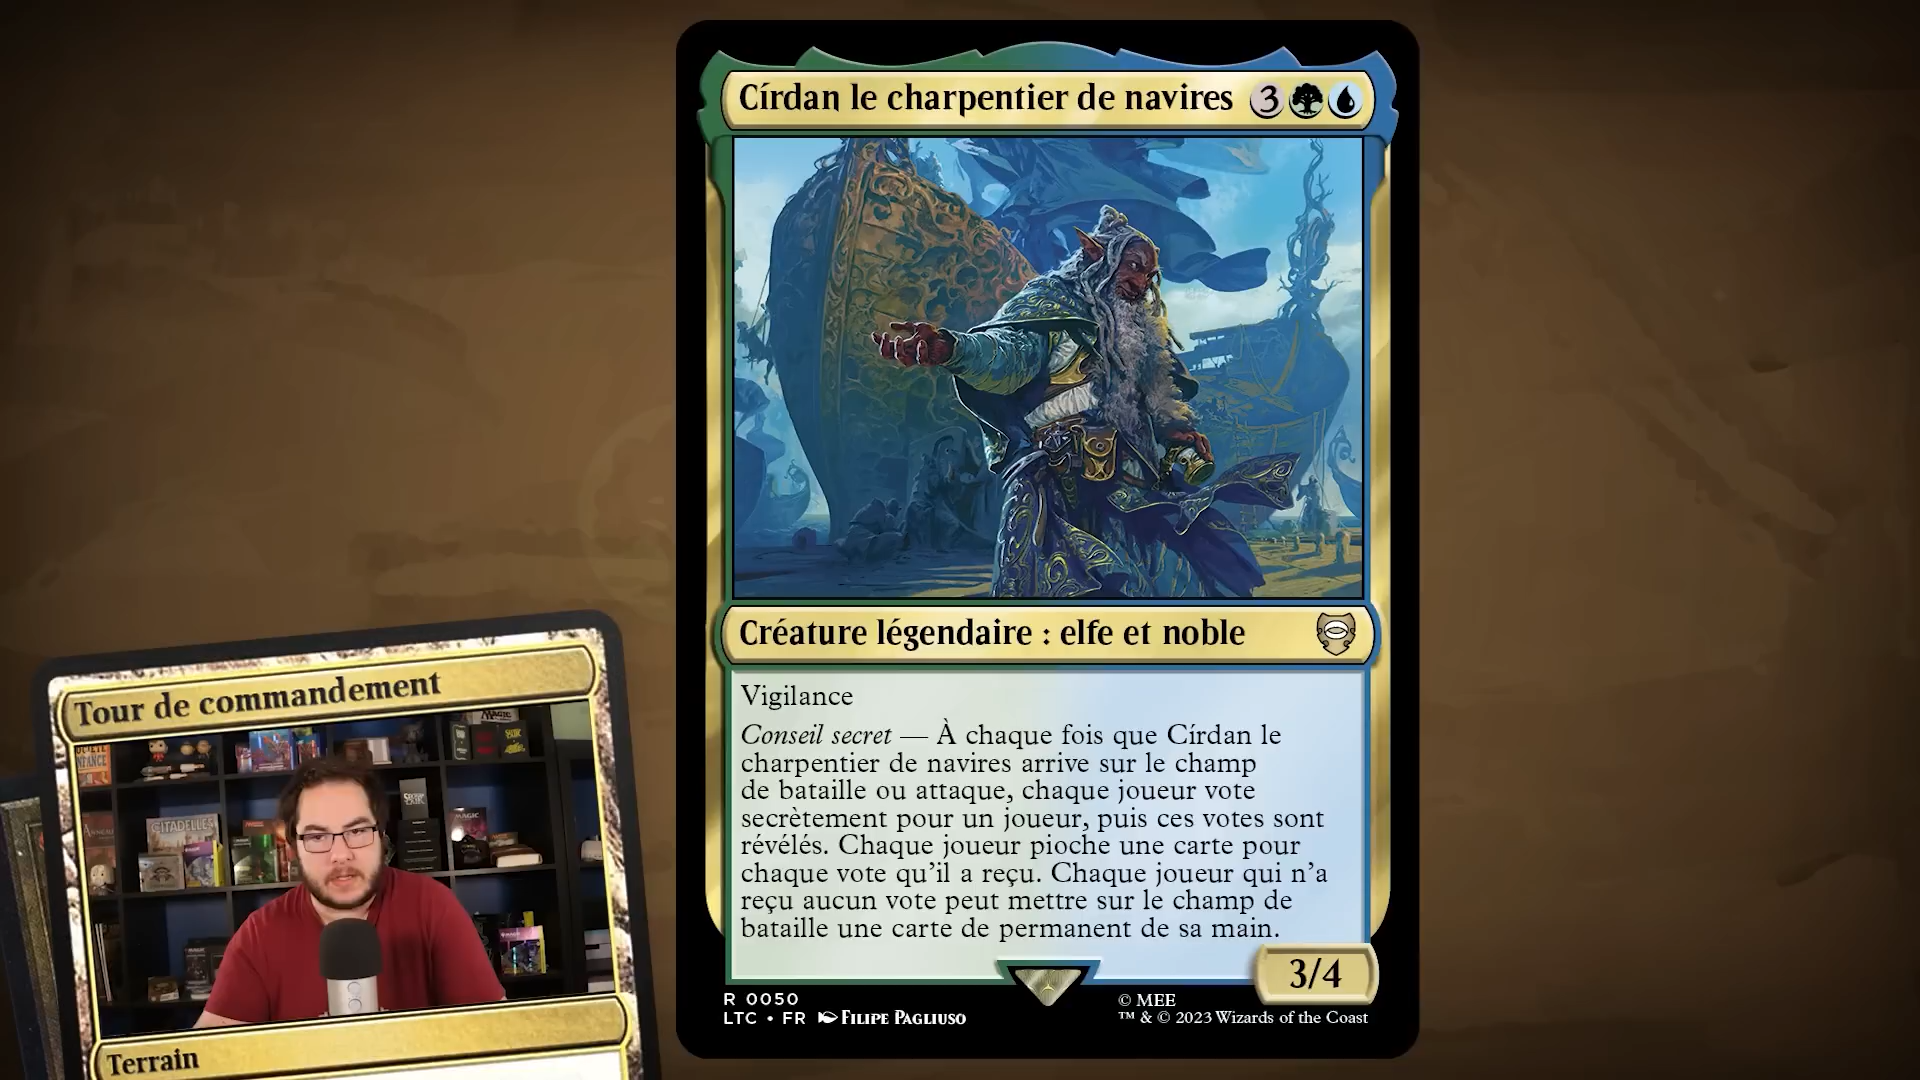 Círdan le charpentier de navires 3
Créature légendaire : elfe et noble
Vigilance
Conseil secret — À chaque fois que Círdan le
charpentier de navires arrive sur le champ
de bataille ou attaque, chaque joueur vote
secrètement pour un joueur, puis ces votes sont
révélés. Chaque joueur pioche une carte pour
chaque vote qu'il a reçu. Chaque joueur qui n'a
reçu aucun vote peut mettre sur le champ de
bataille une carte de permanent de sa main.
3/4
R 0050
LTC • FR Filipe Pagliuso
© MEE
™ & © 2023 Wizards of the Coast
Tour de commandement
MAGIC
CITADELLES
Terrain